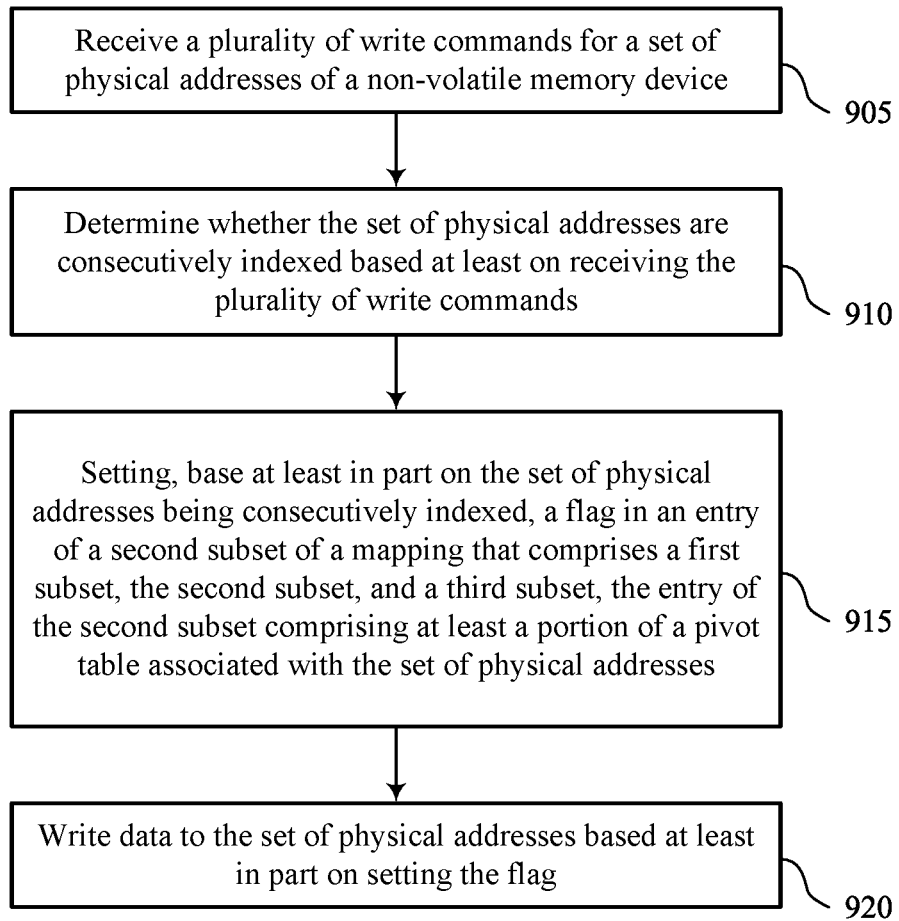 Receive a plurality of write commands for a set of
physical addresses of a non-volatile memory device
905
Determine whether the set of physical addresses are
consecutively indexed based at least on receiving the
plurality of write commands
910
Setting, base at least in part on the set of physical
addresses being consecutively indexed, a flag in an entry
of a second subset of a mapping that comprises a first
subset, the second subset, and a third subset, the entry of
the second subset comprising at least a portion of a pivot
table associated with the set of physical addresses
915
Write data to the set of physical addresses based at least
in part on setting the flag
920